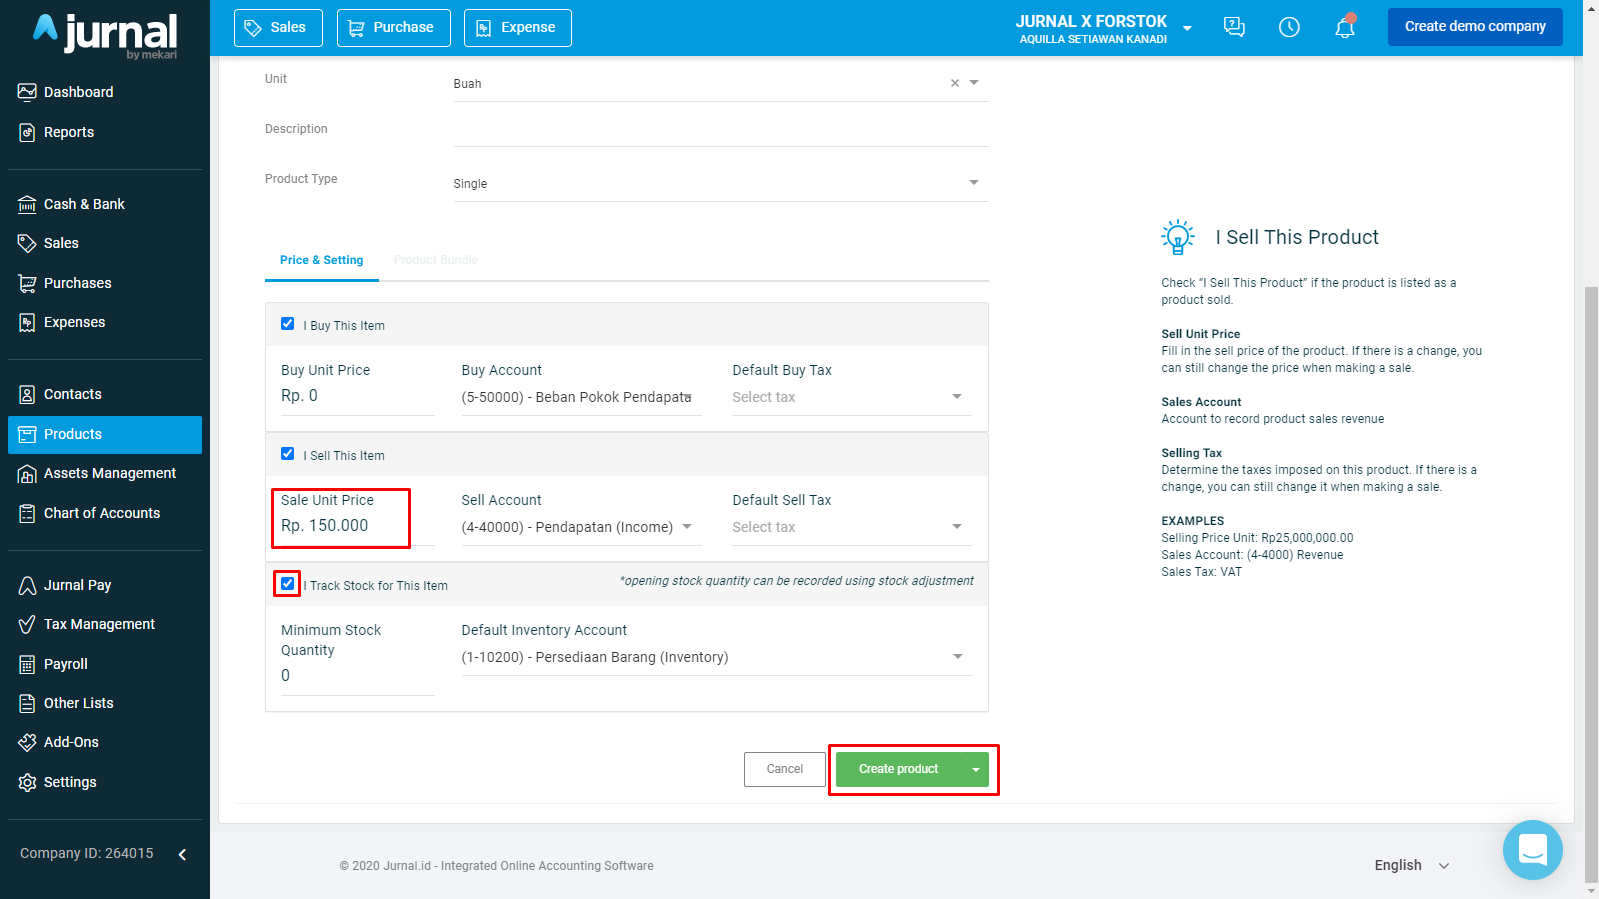 jurnal
by mekari
Sales
Purchase
Expense
JURNAL X FORSTOK
AQUILLA SETIAWAN KANADI
Create demo company
Dashboard
Reports
Cash & Bank
Sales
Purchases
Expenses
Contacts
Products
Assets Management
Chart of Accounts
Jurnal Pay
Tax Management
Payroll
Other Lists
Add-Ons
Settings
Company ID: 264015
Unit
Buah
Description
Product Type
Single
Price & Setting
Product Bundle
I Buy This Item
Buy Unit Price
Buy Account
Default Buy Tax
Rp. 0
(5-50000) - Beban Pokok Pendapata
Select tax
I Sell This Item
Sale Unit Price
Sell Account
Default Sell Tax
Rp. 150.000
(4-40000) - Pendapatan (Income)
Select tax
I Track Stock for This Item
*opening stock quantity can be recorded using stock adjustment
Minimum Stock
Quantity
Default Inventory Account
0
(1-10200) - Persediaan Barang (Inventory)
Cancel
Create product
I Sell This Product
Check “I Sell This Product” if the product is listed as a
product sold.
Sell Unit Price
Fill in the sell price of the product. If there is a change, you
can still change the price when making a sale.
Sales Account
Account to record product sales revenue
Selling Tax
Determine the taxes imposed on this product. If there is a
change, you can still change it when making a sale.
EXAMPLES
Selling Price Unit: Rp25,000,000.00
Sales Account: (4-4000) Revenue
Sales Tax: VAT
© 2020 Jurnal.id - Integrated Online Accounting Software
English